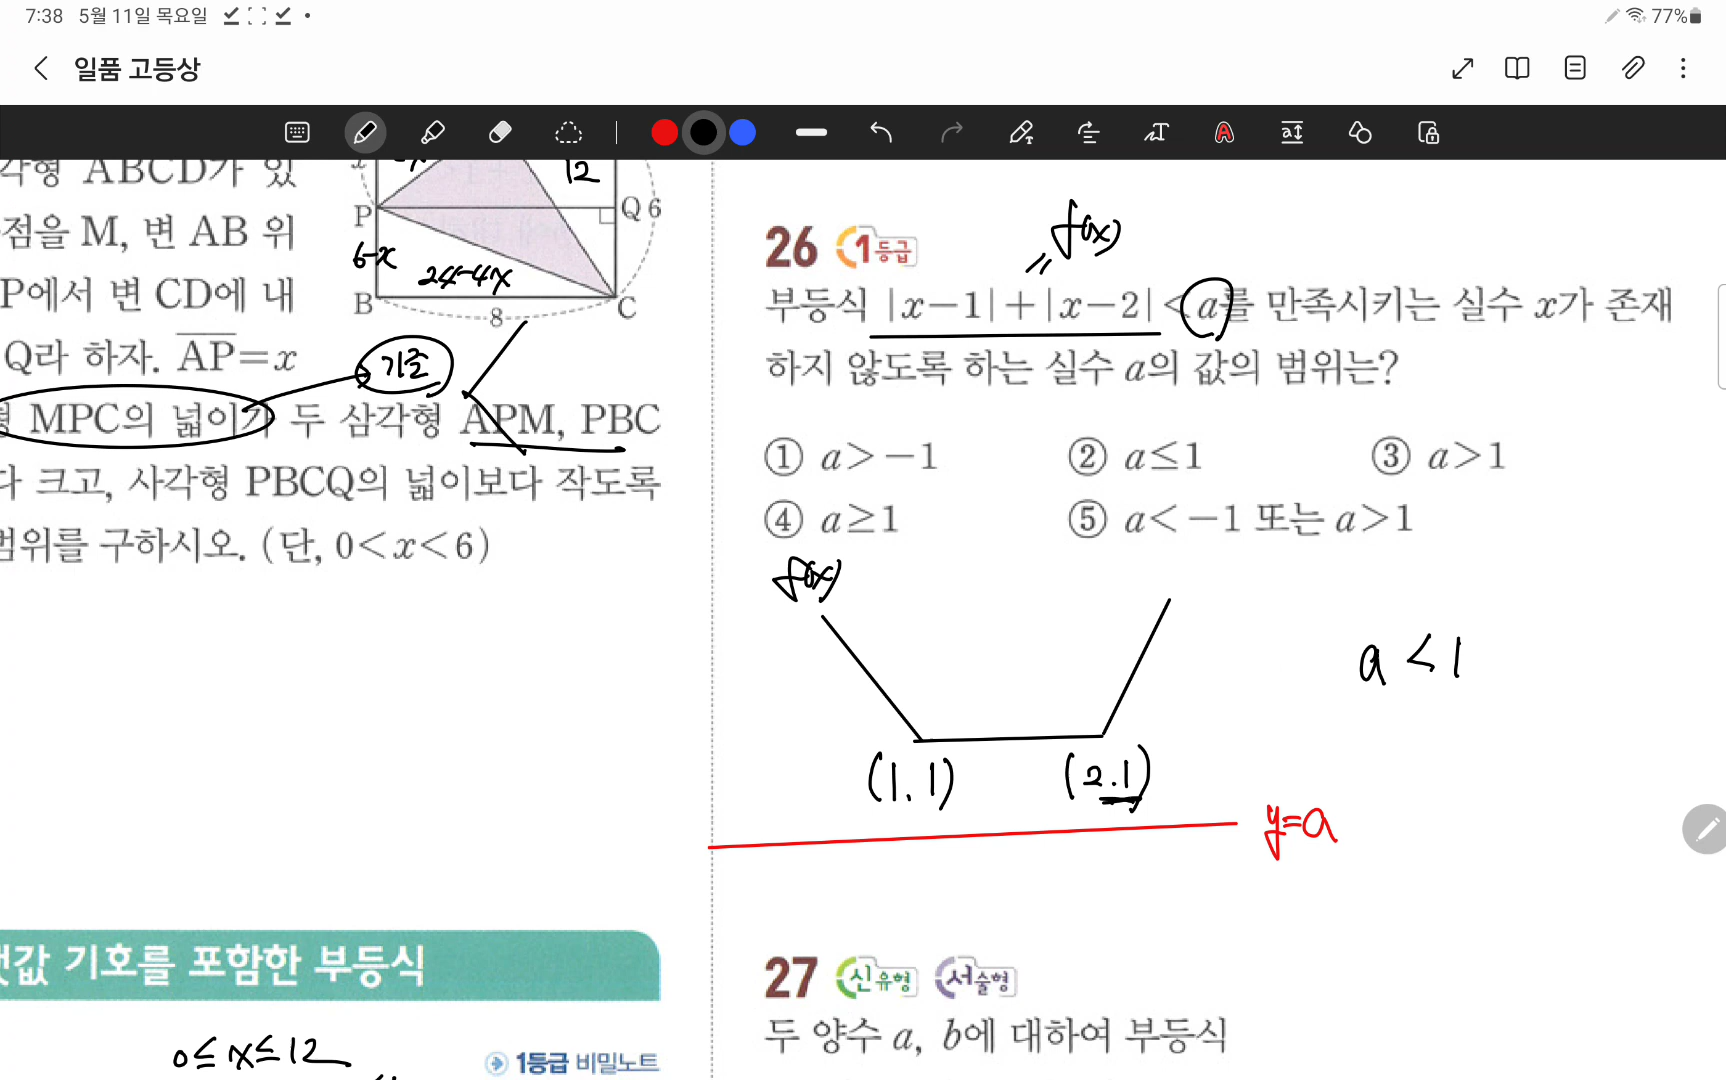 7:38 5월 11일 목요일
77%
일품 고등상
각형 ABCD가 있
점을 M, 변 AB 위
P에서 변 CD에 내
Q라 하자. AP=x
형 MPC의 넓이가 두 삼각형 APM, PBC
다 크고, 사각형 PBCQ의 넓이보다 작도록
범위를 구하시오. (단, 0<x<6)
12
P
Q 6
6-x
24-4x
B
8
C
기준
댓값 기호를 포함한 부등식
0≤x≤12
1등급 비밀노트
f(x)
=
26 1등급
부등식 |x-1|+|x-2|<a를 만족시키는 실수 x가 존재
하지 않도록 하는 실수 a의 값의 범위는?
① a>-1 ② a≤1 ③ a>1
④ a≥1 ⑤ a<-1 또는 a>1
f(x)
a<1
(1.1) (2.1)
y=a
27 신유형 서술형
두 양수 a, b에 대하여 부등식